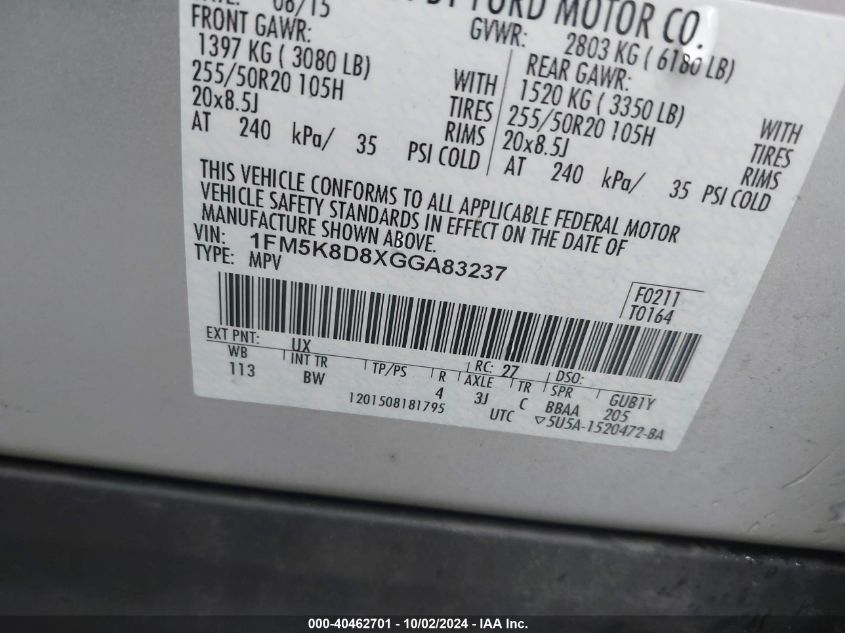 08/15 BY FORD MOTOR CO.
FRONT GAWR: GVWR: 2803 KG ( 6180 LB)
1397 KG ( 3080 LB) WITH REAR GAWR: WITH
255/50R20 105H TIRES 1520 KG ( 3350 LB) TIRES
20x8.5J RIMS 255/50R20 105H RIMS
AT 240 kPa/ 35 PSI COLD 20x8.5J
AT 240 kPa/ 35 PSI COLD
THIS VEHICLE CONFORMS TO ALL APPLICABLE FEDERAL MOTOR
VEHICLE SAFETY STANDARDS IN EFFECT ON THE DATE OF
MANUFACTURE SHOWN ABOVE.
VIN: 1FM5K8D8XGGA83237
TYPE: MPV
F0211
T0164
EXT PNT: UX RC: 27 DSO:
WB INT TR TP/PS R AXLE TR SPR GUB1Y
113 BW 4 3J C BBAA 205
1201508181795 UTC ▽5U5A-1520472-BA
000-40462701 - 10/02/2024 - IAA Inc.